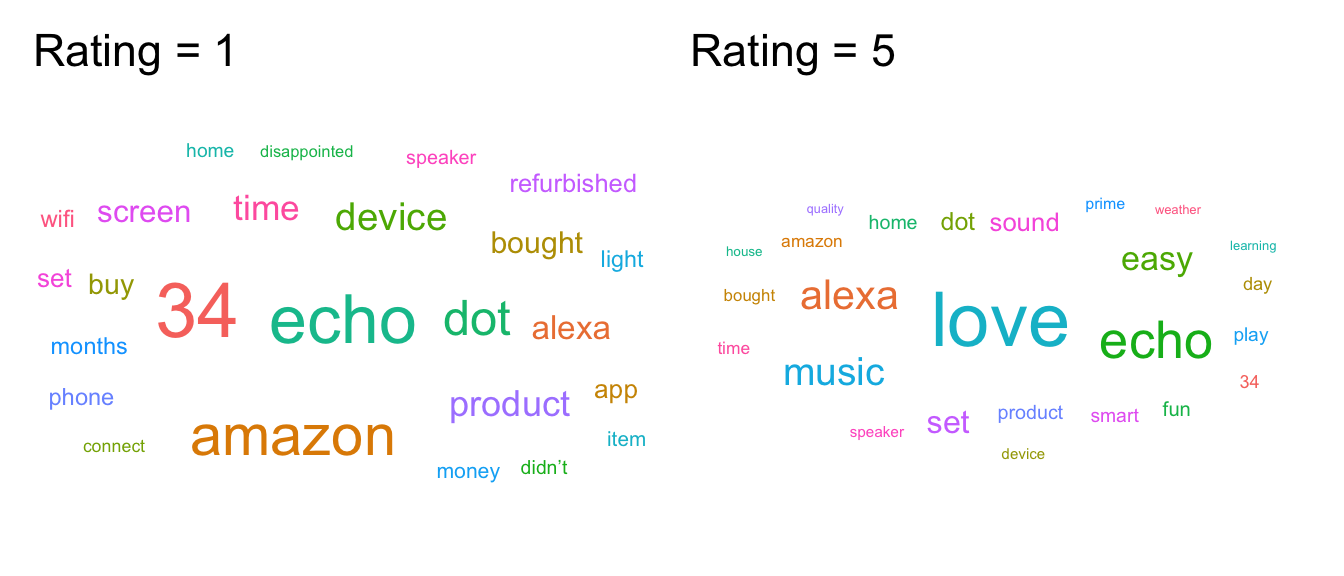 Rating = 1
home disappointed speaker
refurbished
wifi screen time device
bought light
set buy 34 echo dot alexa
months
phone product app
connect amazon item
money didn’t
Rating = 5
quality home dot sound prime weather
house amazon easy learning
bought alexa love day
time music echo play
34
speaker set product smart fun
device